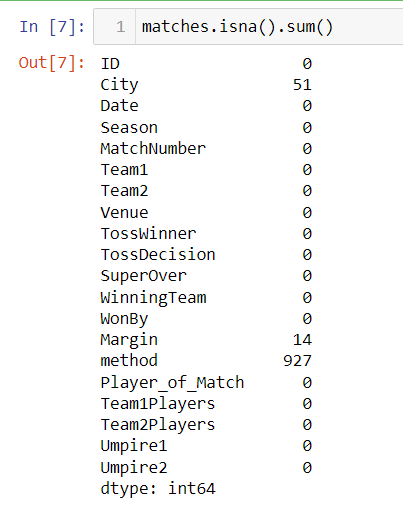 In [7]: 1 matches.isna().sum()
Out[7]: ID 0
City 51
Date 0
Season 0
MatchNumber 0
Team1 0
Team2 0
Venue 0
TossWinner 0
TossDecision 0
SuperOver 0
WinningTeam 0
WonBy 0
Margin 14
method 927
Player_of_Match 0
Team1Players 0
Team2Players 0
Umpire1 0
Umpire2 0
dtype: int64